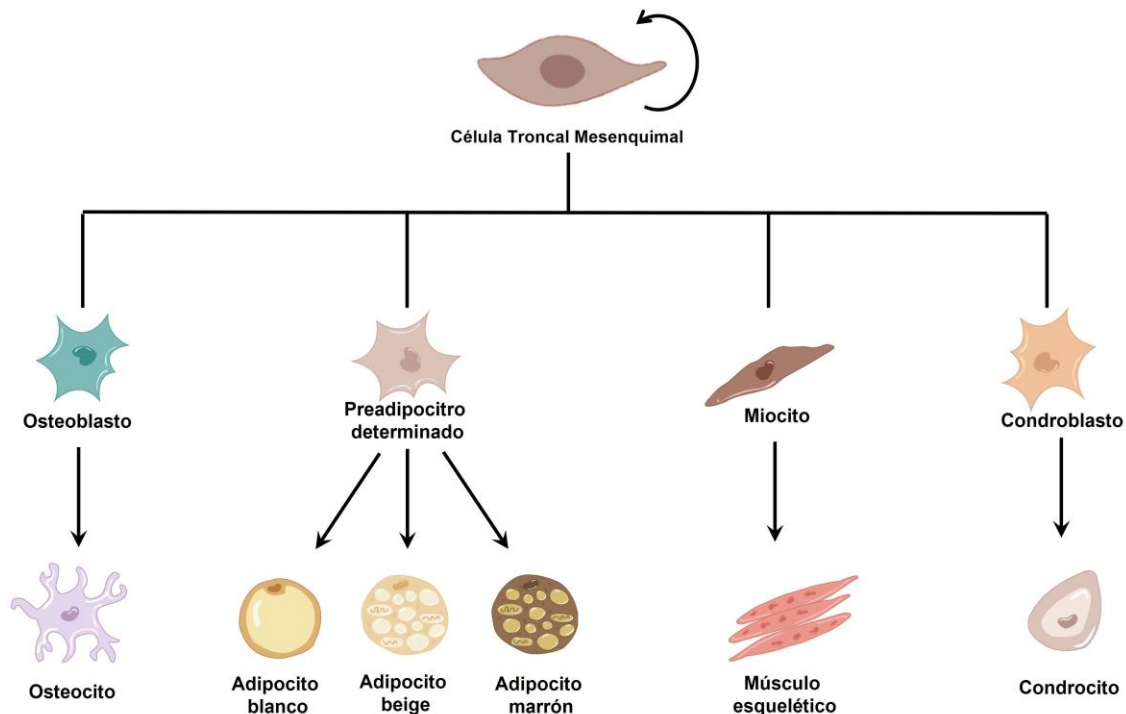 Célula Troncal Mesenquimal
Osteoblasto
Preadipocitro
determinado
Miocito
Condroblasto
Osteocito
Adipocito
blanco
Adipocito
beige
Adipocito
marrón
Músculo
esquelético
Condrocito